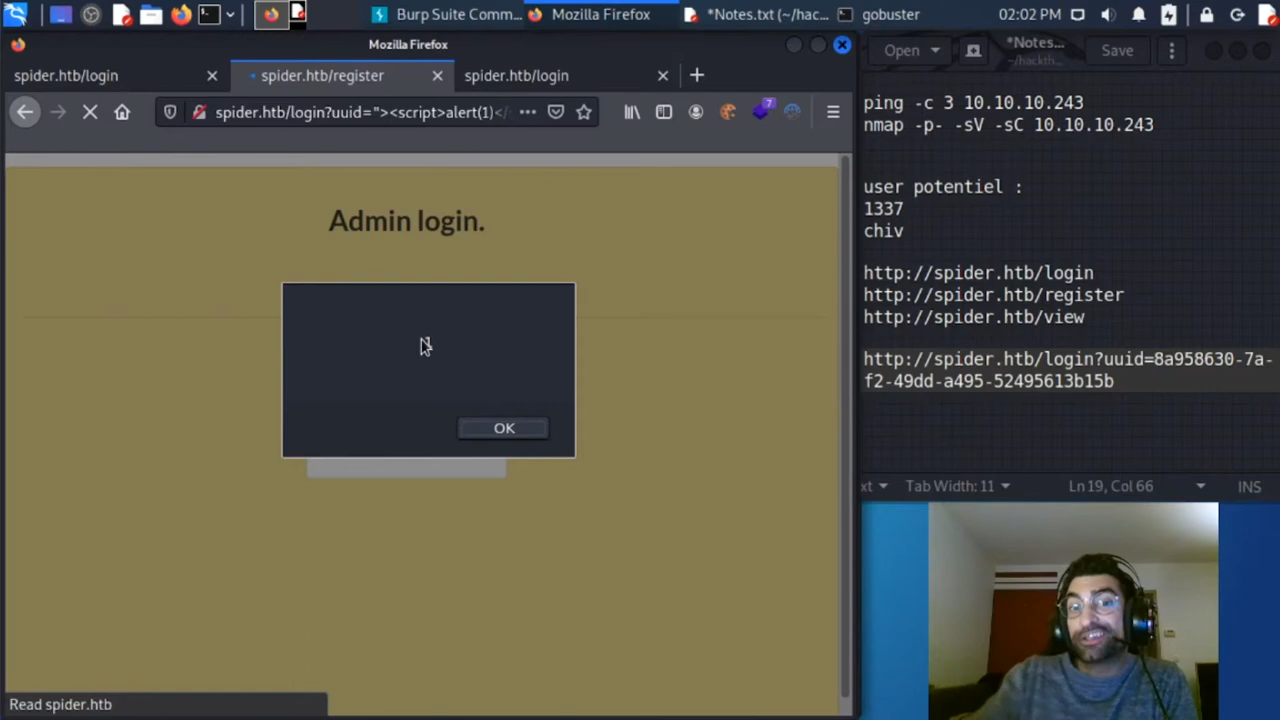 Burp Suite Comm...
Mozilla Firefox
*Notes.txt (~/hac...
gobuster
02:02 PM
Mozilla Firefox
spider.htb/login
spider.htb/register
spider.htb/login
spider.htb/login?uuid="><script>alert(1)</
7
Admin login.
OK
Read spider.htb
Open
*Notes...
~/hackth...
Save
ping -c 3 10.10.10.243
nmap -p- -sV -sC 10.10.10.243
user potentiel :
1337
chiv
http://spider.htb/login
http://spider.htb/register
http://spider.htb/view
http://spider.htb/login?uuid=8a958630-7a-
f2-49dd-a495-52495613b15b
xt
Tab Width: 11
Ln 19, Col 66
INS